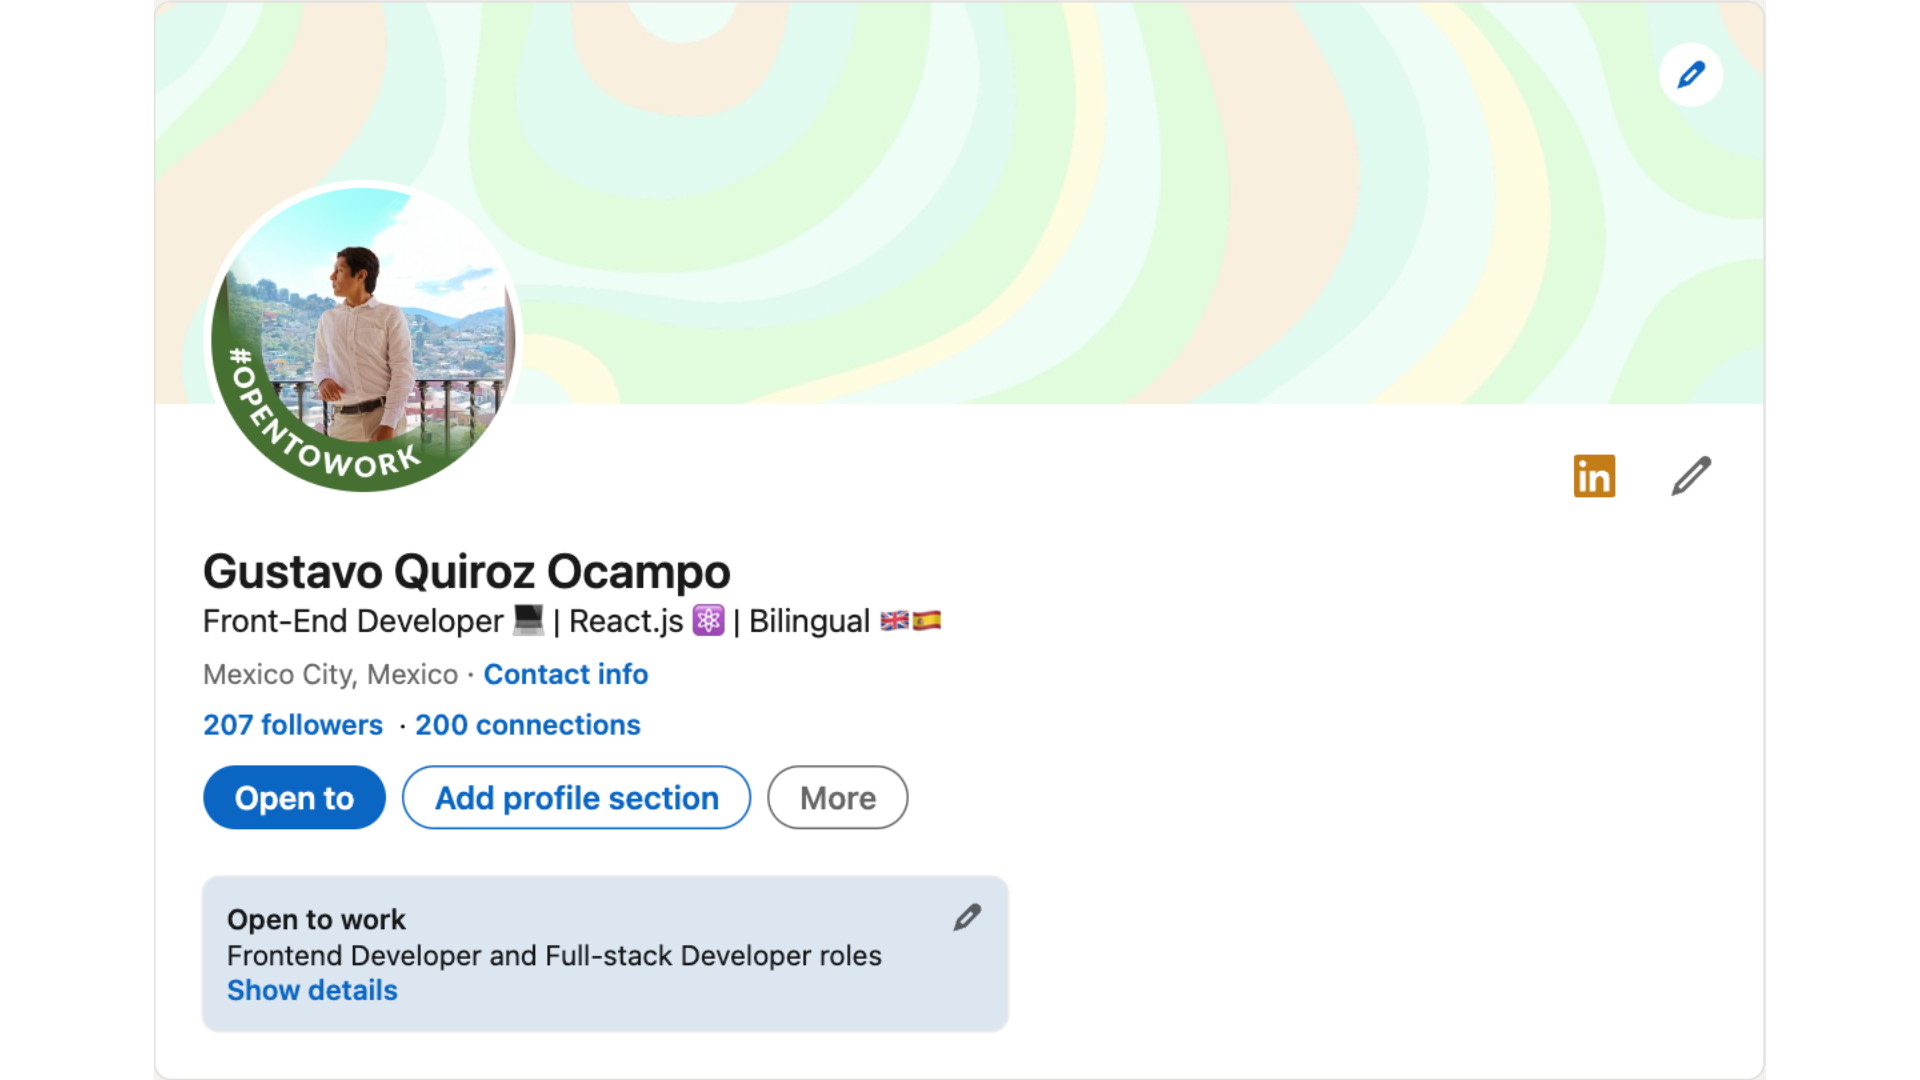 #OPENTOWORK
in
Gustavo Quiroz Ocampo
Front-End Developer 💻 | React.js ⚛️ | Bilingual 🇬🇧🇪🇸
Mexico City, Mexico · Contact info
207 followers · 200 connections
Open to
Add profile section
More
Open to work
Frontend Developer and Full-stack Developer roles
Show details